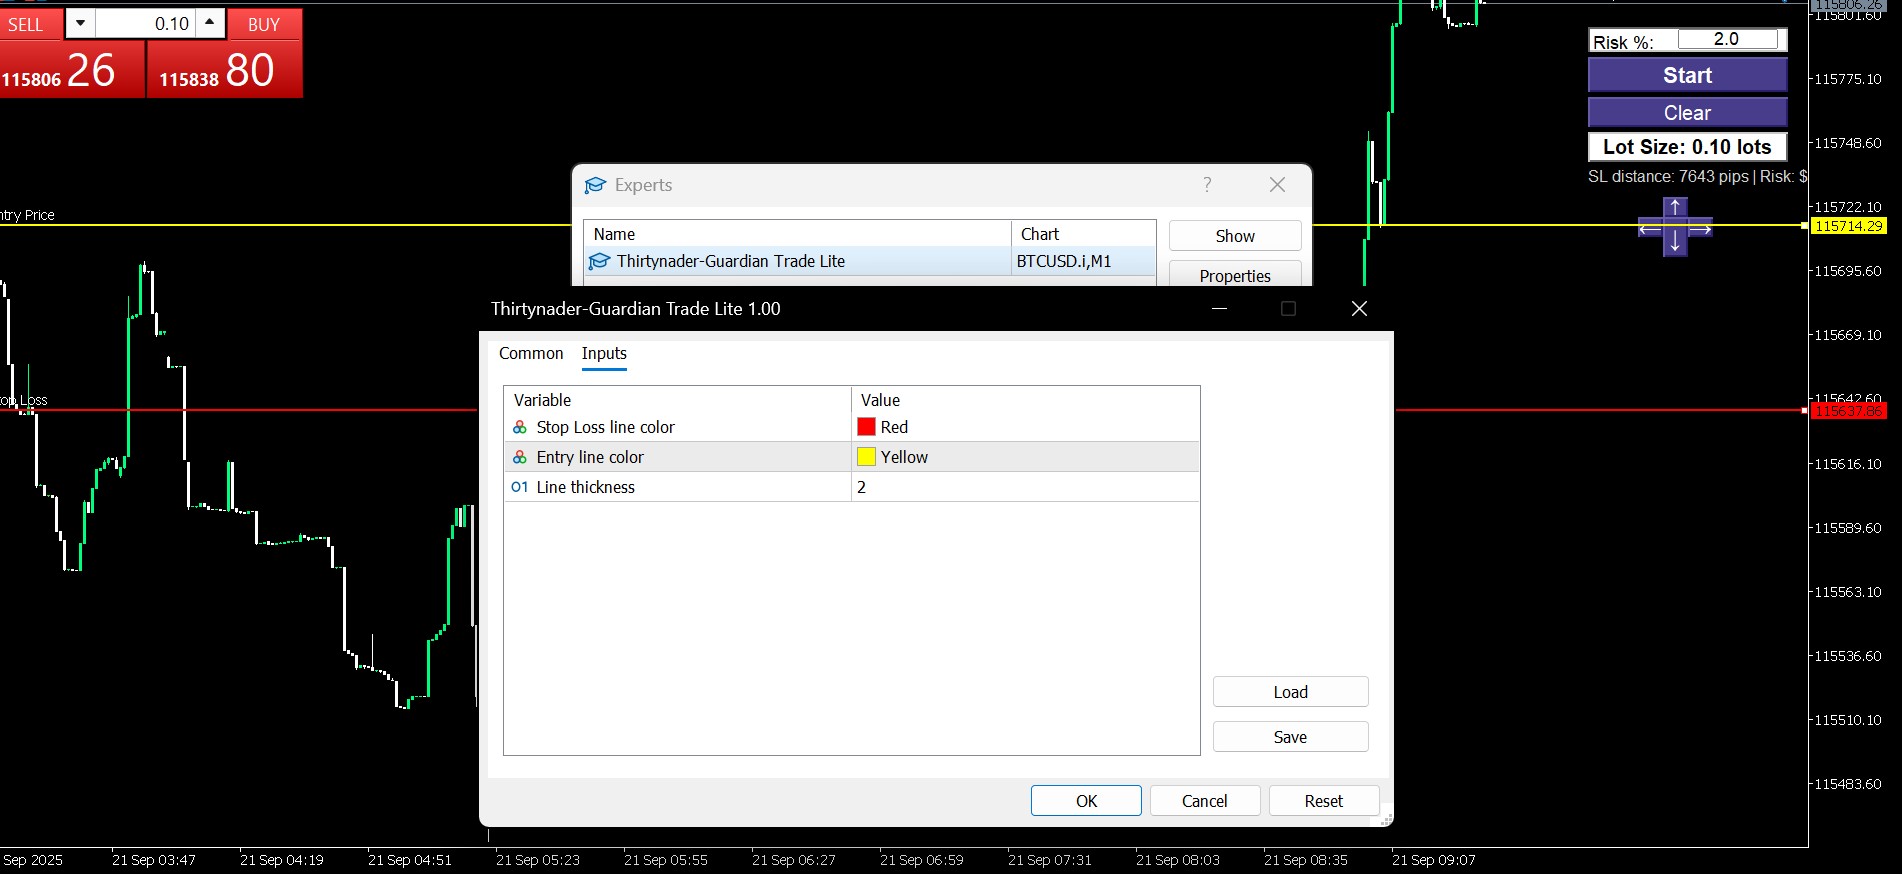 SELL 0.10 BUY
115806 26 115838 80
115806.26
115801.60
Risk %: 2.0
Start
115775.10
Clear
Lot Size: 0.10 lots
115748.60
SL distance: 7643 pips | Risk: $
115722.10
ntry Price
115714.29
Experts ?
Name Chart
Thirtynader-Guardian Trade Lite BTCUSD.i,M1
Show
Properties
115695.60
115669.10
Thirtynader-Guardian Trade Lite 1.00
Common Inputs
Variable Value
Stop Loss line color Red
Entry line color Yellow
Line thickness 2
Load
Save
OK Cancel Reset
top Loss
115642.60
115637.86
115616.10
115589.60
115563.10
115536.60
115510.10
115483.60
Sep 2025 21 Sep 03:47 21 Sep 04:19 21 Sep 04:51 21 Sep 05:23 21 Sep 05:55 21 Sep 06:27 21 Sep 06:59 21 Sep 07:31 21 Sep 08:03 21 Sep 08:35 21 Sep 09:07